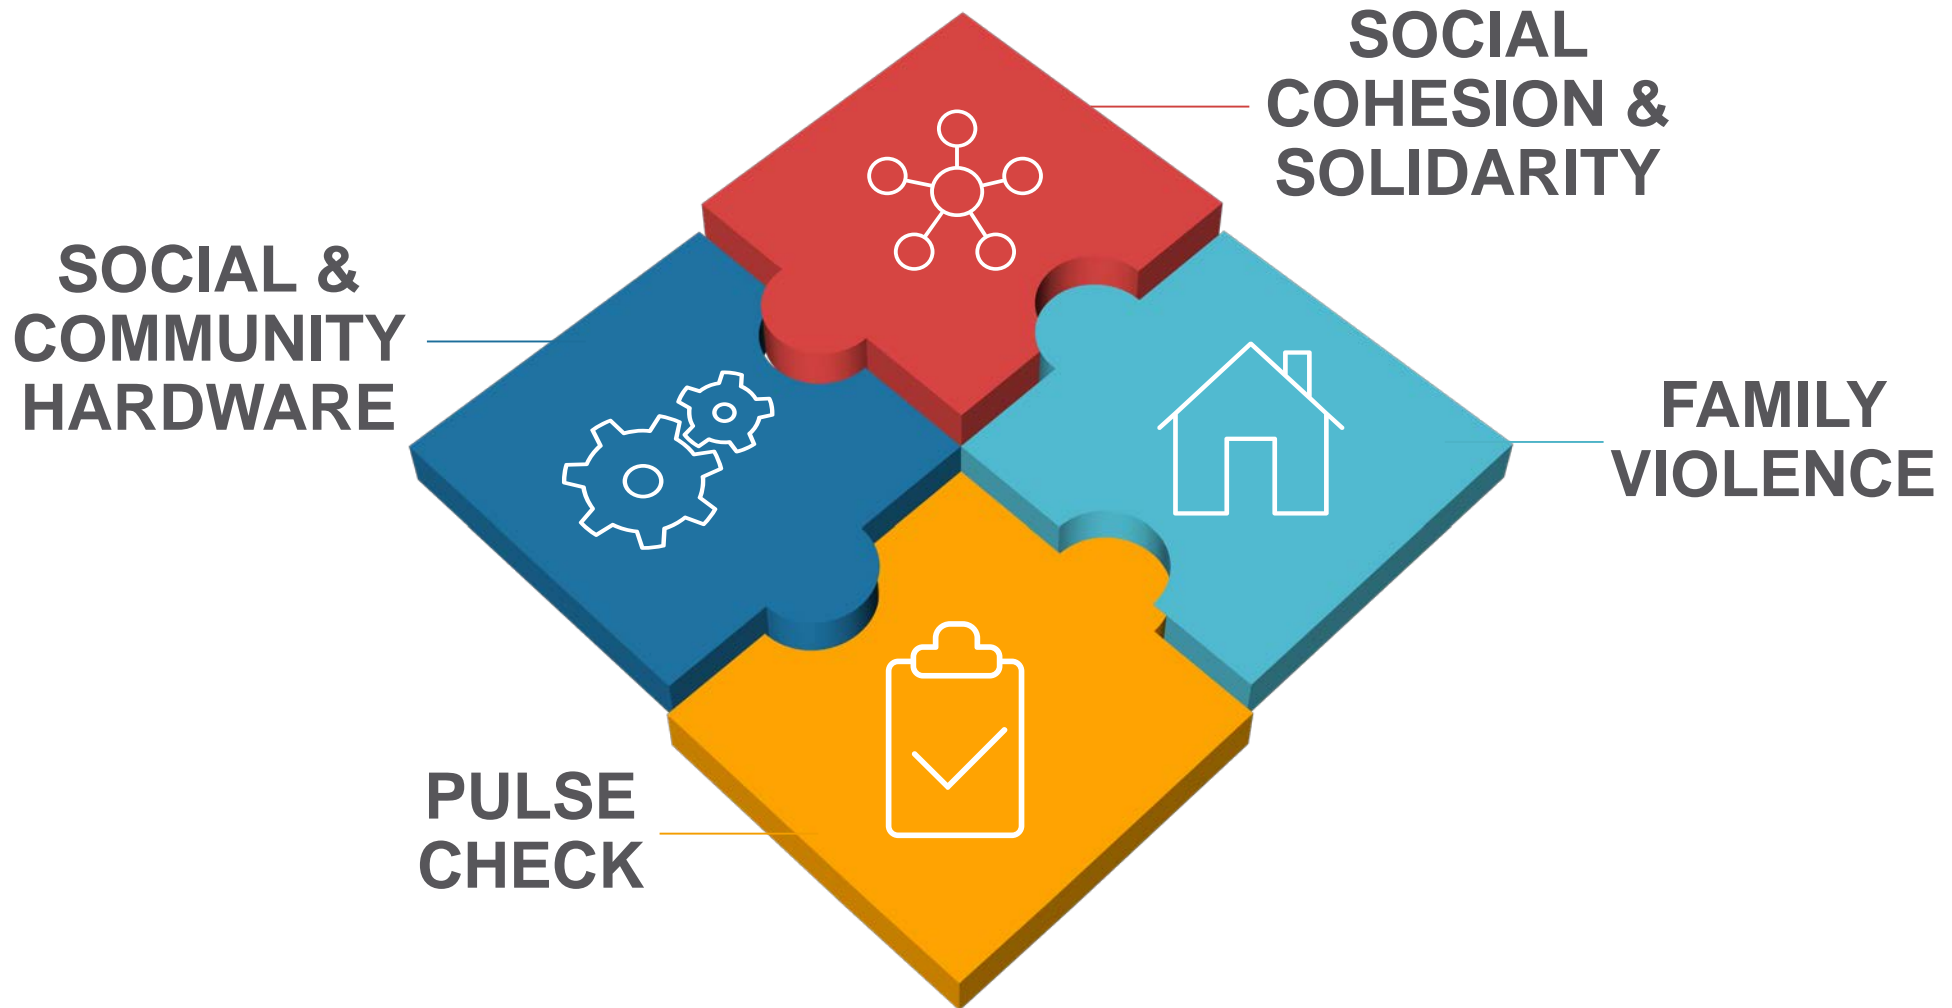 SOCIAL
COHESION &
SOLIDARITY
SOCIAL &
COMMUNITY
HARDWARE
FAMILY
VIOLENCE
PULSE
CHECK